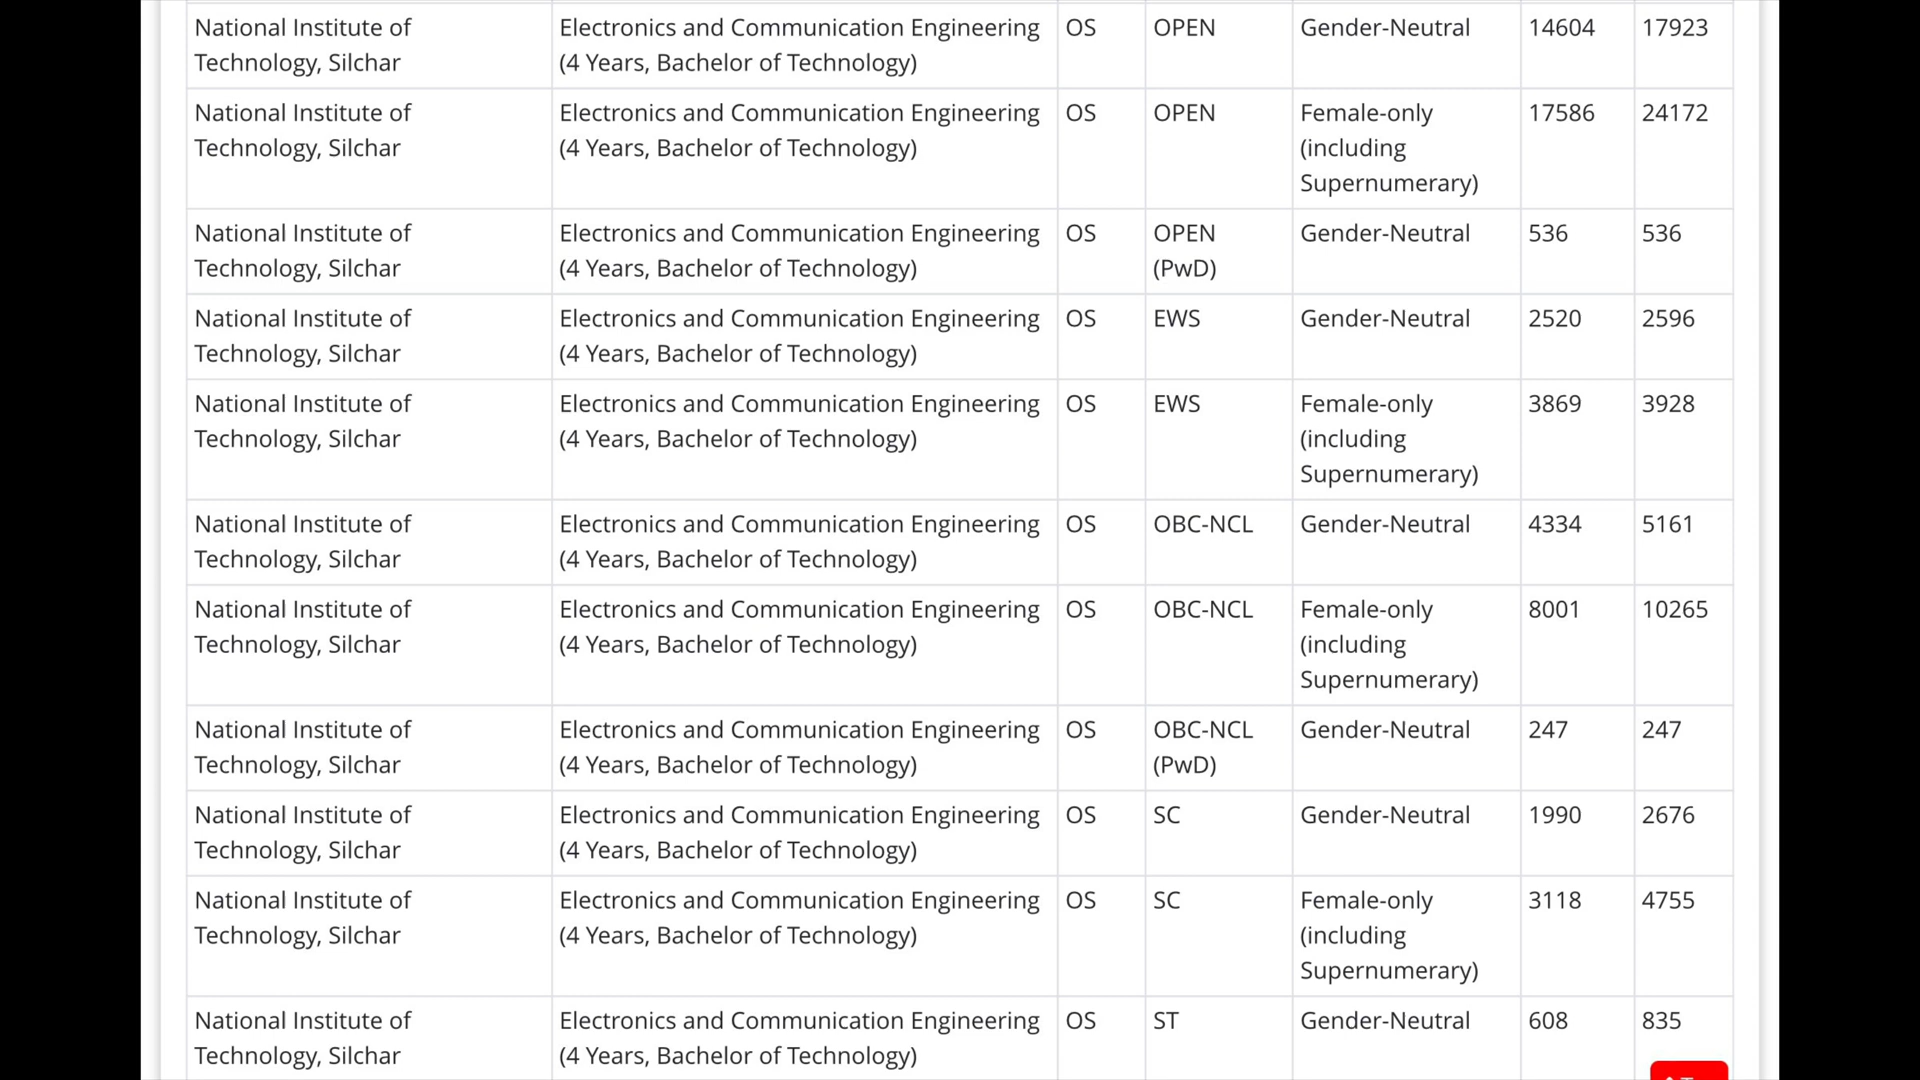 National Institute of Electronics and Communication Engineering OS OPEN Gender-Neutral 14604 17923
Technology, Silchar (4 Years, Bachelor of Technology)
National Institute of Electronics and Communication Engineering OS OPEN Female-only 17586 24172
Technology, Silchar (4 Years, Bachelor of Technology) (including
Supernumerary)
National Institute of Electronics and Communication Engineering OS OPEN Gender-Neutral 536 536
Technology, Silchar (4 Years, Bachelor of Technology) (PwD)
National Institute of Electronics and Communication Engineering OS EWS Gender-Neutral 2520 2596
Technology, Silchar (4 Years, Bachelor of Technology)
National Institute of Electronics and Communication Engineering OS EWS Female-only 3869 3928
Technology, Silchar (4 Years, Bachelor of Technology) (including
Supernumerary)
National Institute of Electronics and Communication Engineering OS OBC-NCL Gender-Neutral 4334 5161
Technology, Silchar (4 Years, Bachelor of Technology)
National Institute of Electronics and Communication Engineering OS OBC-NCL Female-only 8001 10265
Technology, Silchar (4 Years, Bachelor of Technology) (including
Supernumerary)
National Institute of Electronics and Communication Engineering OS OBC-NCL Gender-Neutral 247 247
Technology, Silchar (4 Years, Bachelor of Technology) (PwD)
National Institute of Electronics and Communication Engineering OS SC Gender-Neutral 1990 2676
Technology, Silchar (4 Years, Bachelor of Technology)
National Institute of Electronics and Communication Engineering OS SC Female-only 3118 4755
Technology, Silchar (4 Years, Bachelor of Technology) (including
Supernumerary)
National Institute of Electronics and Communication Engineering OS ST Gender-Neutral 608 835
Technology, Silchar (4 Years, Bachelor of Technology)